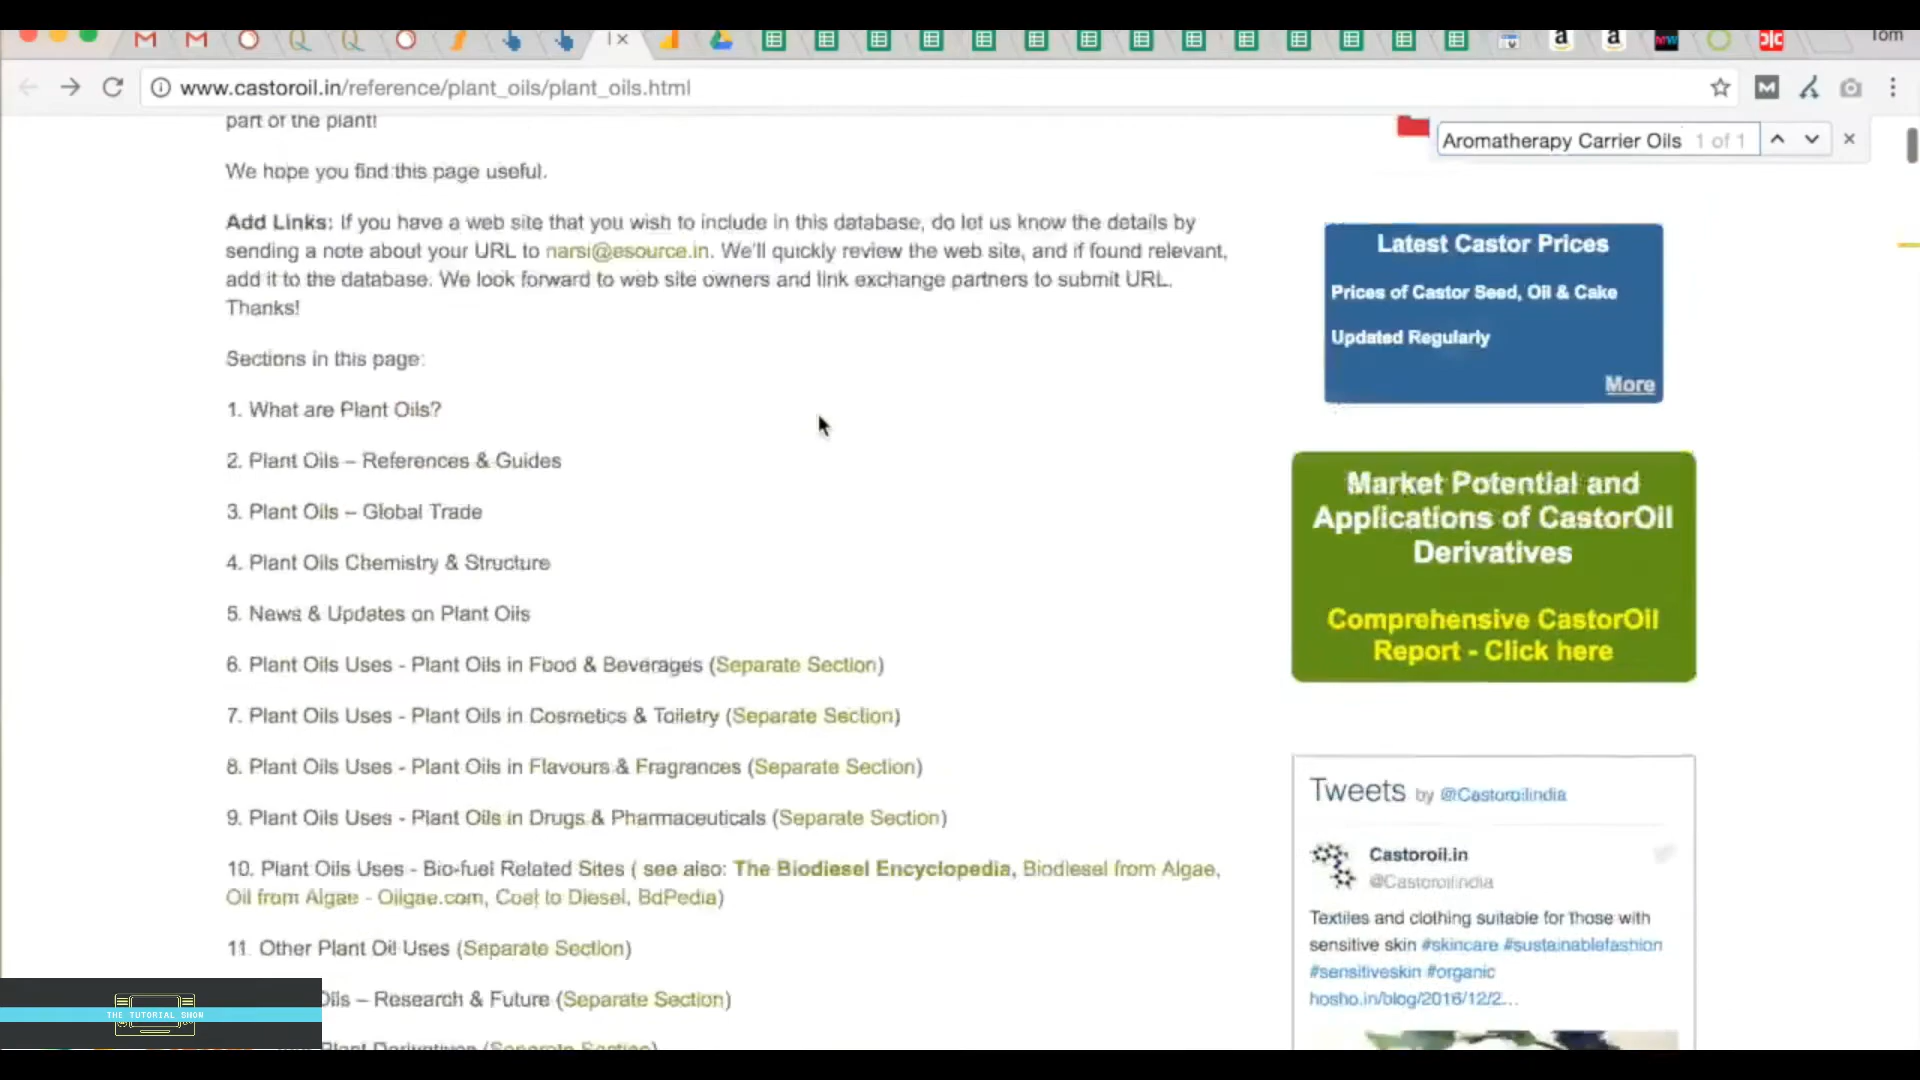 Tom
www.castoroil.in/reference/plant_oils/plant_oils.html
Aromatherapy Carrier Oils 1 of 1
part of the plant!
We hope you find this page useful.
Add Links: If you have a web site that you wish to include in this database, do let us know the details by
sending a note about your URL to narsi@esource.in. We'll quickly review the web site, and if found relevant,
add it to the database. We look forward to web site owners and link exchange partners to submit URL.
Thanks!
Sections in this page:
1. What are Plant Oils?
2. Plant Oils – References & Guides
3. Plant Oils – Global Trade
4. Plant Oils Chemistry & Structure
5. News & Updates on Plant Oils
6. Plant Oils Uses - Plant Oils in Food & Beverages (Separate Section)
7. Plant Oils Uses - Plant Oils in Cosmetics & Toiletry (Separate Section)
8. Plant Oils Uses - Plant Oils in Flavours & Fragrances (Separate Section)
9. Plant Oils Uses - Plant Oils in Drugs & Pharmaceuticals (Separate Section)
10. Plant Oils Uses - Bio-fuel Related Sites ( see also: The Biodiesel Encyclopedia, Biodiesel from Algae,
Oil from Algae - Oilgae.com, Coal to Diesel, BdPedia)
11. Other Plant Oil Uses (Separate Section)
Oils – Research & Future (Separate Section)
Plant Derivatives (Separate Section)
Latest Castor Prices
Prices of Castor Seed, Oil & Cake
Updated Regularly
More
Market Potential and
Applications of CastorOil
Derivatives
Comprehensive CastorOil
Report - Click here
Tweets by @Castoroilindia
Castoroil.in
@Castoroilindia
Textiles and clothing suitable for those with
sensitive skin #skincare #sustainablefashion
#sensitiveskin #organic
hosho.in/blog/2016/12/2...
THE TUTORIAL SHOW